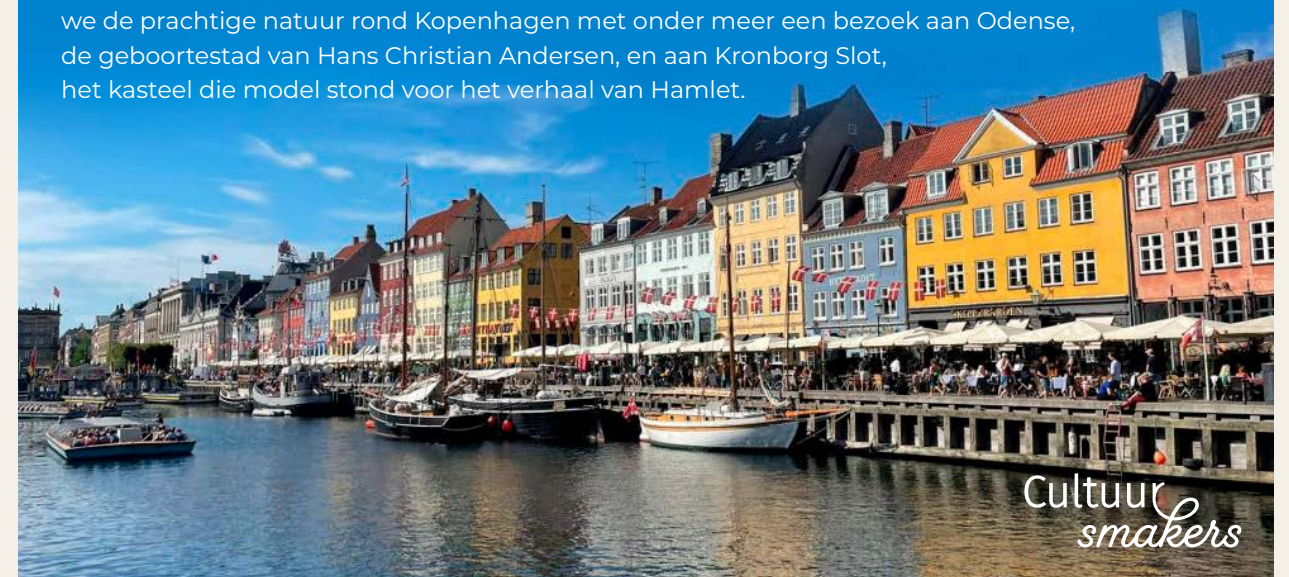 we de prachtige natuur rond Kopenhagen met onder meer een bezoek aan Odense,
de geboortestad van Hans Christian Andersen, en aan Kronborg Slot,
het kasteel die model stond voor het verhaal van Hamlet.
Cultuur
smakers